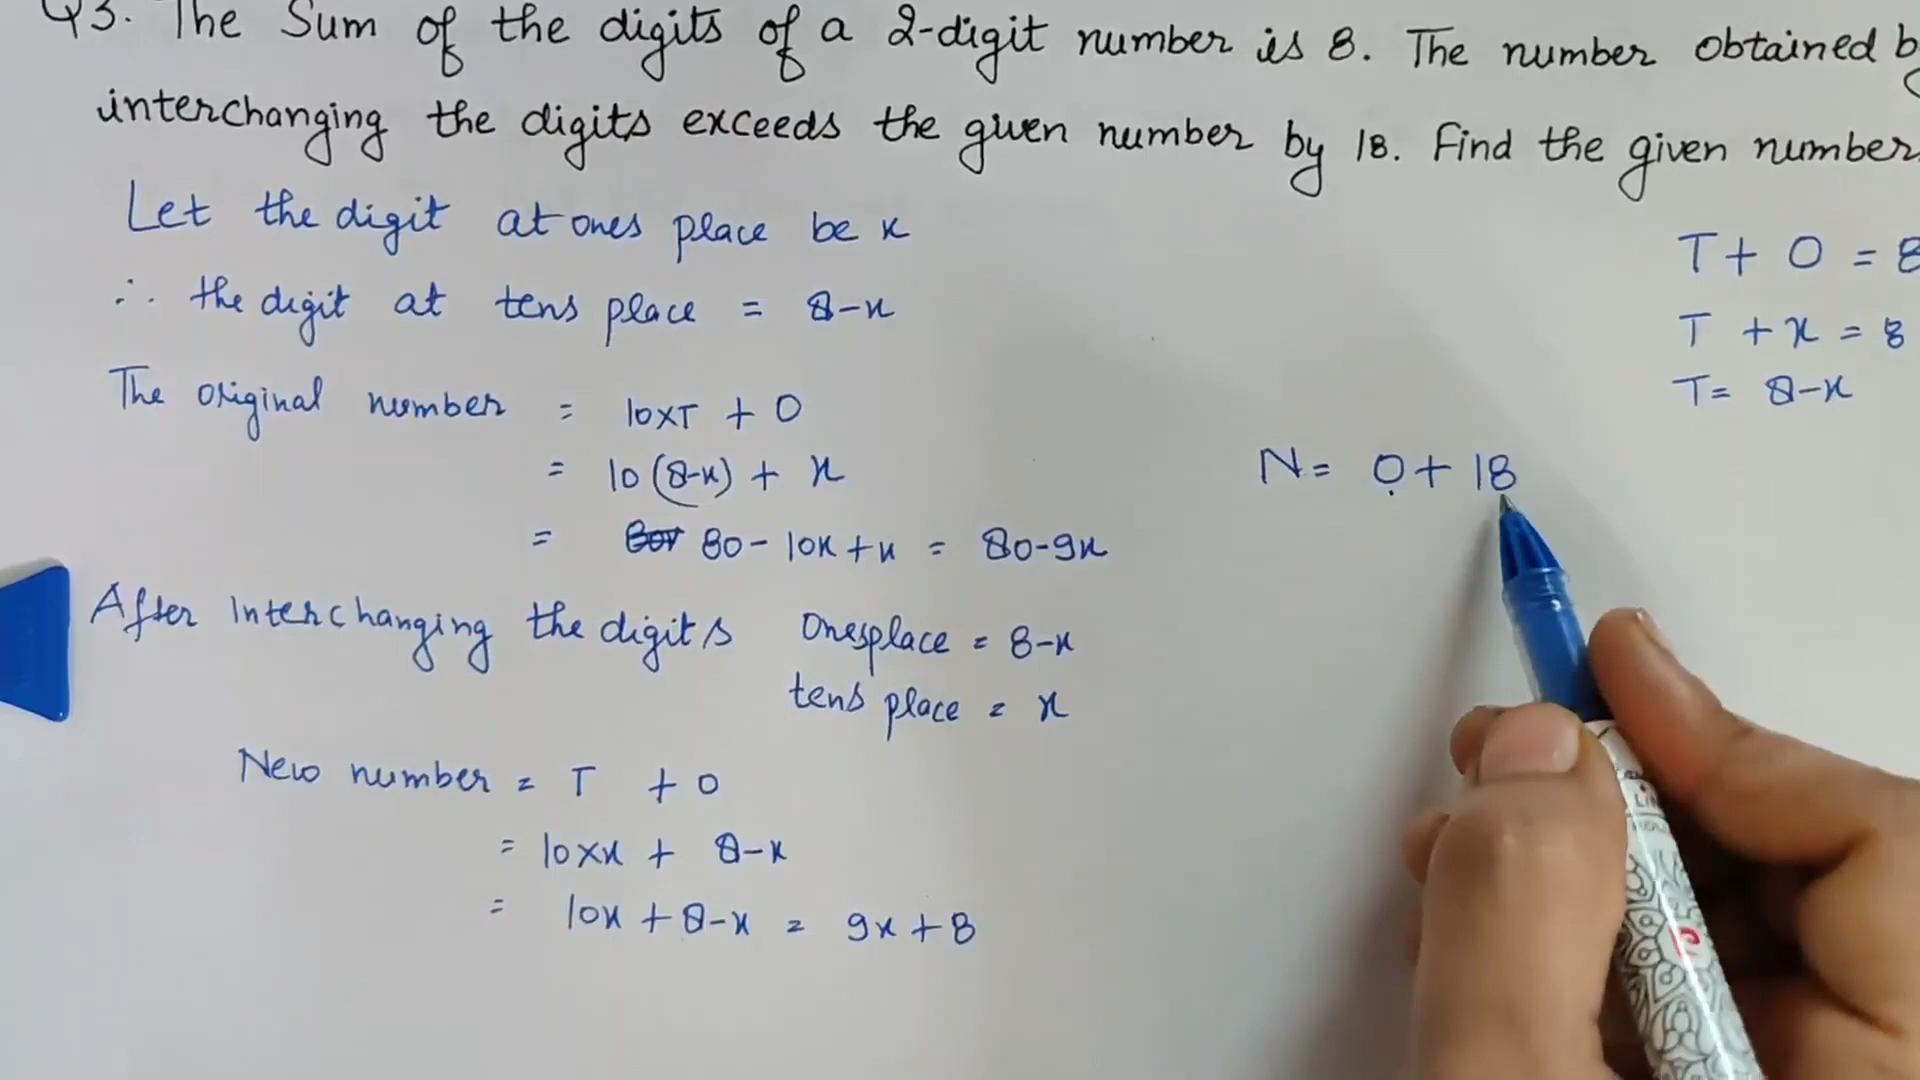 Q3. The Sum of the digits of a 2-digit number is 8. The number obtained b
interchanging the digits exceeds the given number by 18. Find the given number.
Let the digit at ones place be x
∴ the digit at tens place = 8-x
The original number = 10xT + O
= 10(8-x) + x
= 80-10x+x = 80-9x
After Interchanging the digits Onesplace = 8-x
tens place = x
New number = T + O
= 10xx + 8-x
= 10x+8-x = 9x+8
T + O = 8
T + x = 8
T= 8-x
N= O+ 18